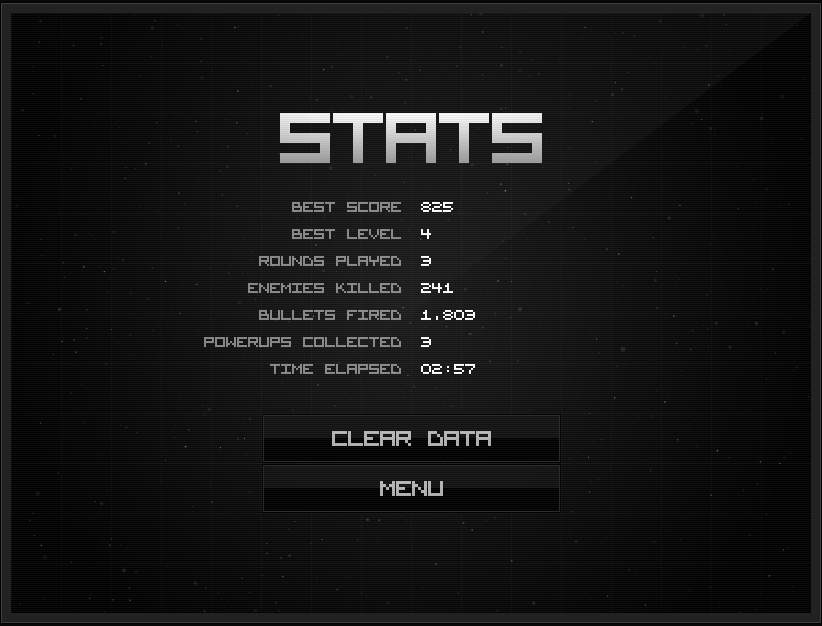 STATS
BEST SCORE 825
BEST LEVEL 4
ROUNDS PLAYED 3
ENEMIES KILLED 241
BULLETS FIRED 1,803
POWERUPS COLLECTED 3
TIME ELAPSED 02:57
CLEAR DATA
MENU